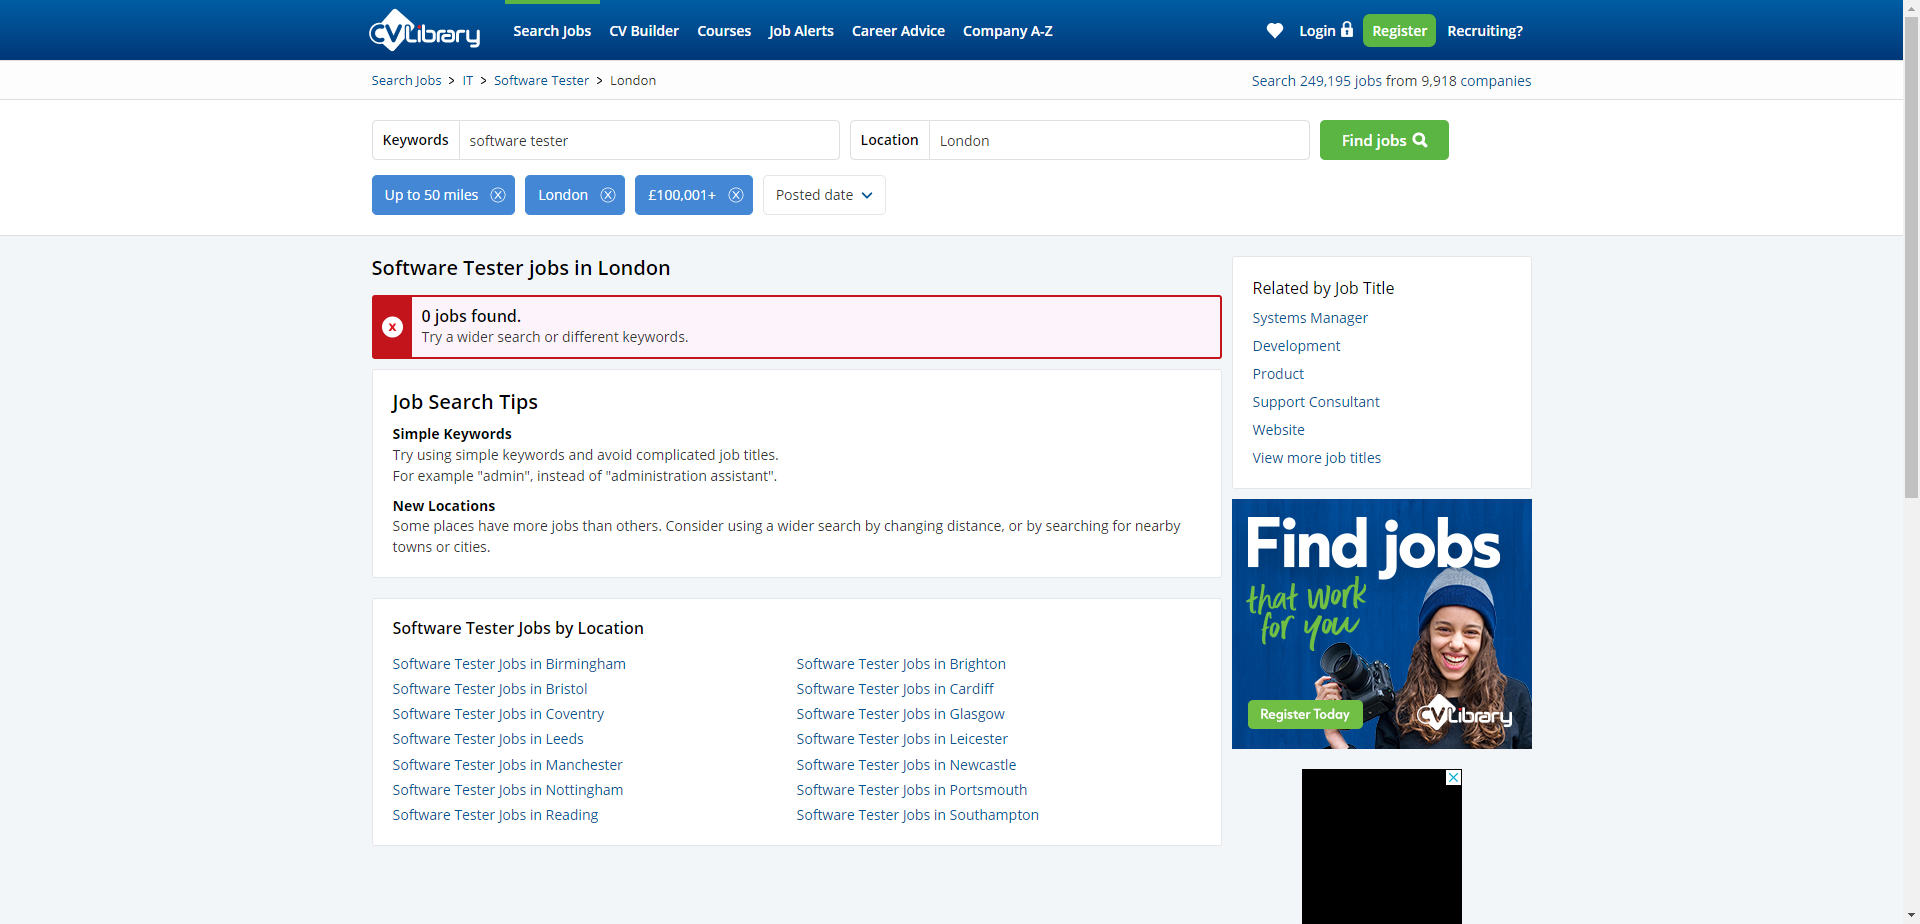 CVLibrary
Search Jobs CV Builder Courses Job Alerts Career Advice Company A-Z Login Register Recruiting?
Search Jobs > IT > Software Tester > London
Search 249,195 jobs from 9,918 companies
Keywords software tester Location London Find jobs
Up to 50 miles London £100,001+ Posted date
Software Tester jobs in London
0 jobs found.
Try a wider search or different keywords.
Job Search Tips
Simple Keywords
Try using simple keywords and avoid complicated job titles.
For example "admin", instead of "administration assistant".
New Locations
Some places have more jobs than others. Consider using a wider search by changing distance, or by searching for nearby
towns or cities.
Software Tester Jobs by Location
Software Tester Jobs in Birmingham
Software Tester Jobs in Bristol
Software Tester Jobs in Coventry
Software Tester Jobs in Leeds
Software Tester Jobs in Manchester
Software Tester Jobs in Nottingham
Software Tester Jobs in Reading
Software Tester Jobs in Brighton
Software Tester Jobs in Cardiff
Software Tester Jobs in Glasgow
Software Tester Jobs in Leicester
Software Tester Jobs in Newcastle
Software Tester Jobs in Portsmouth
Software Tester Jobs in Southampton
Related by Job Title
Systems Manager
Development
Product
Support Consultant
Website
View more job titles
Find jobs
that work
for you
Register Today
CVLibrary